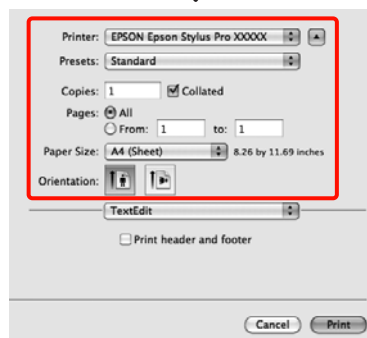 Printer: EPSON Epson Stylus Pro XXXXX
Presets: Standard
Copies: 1 Collated
Pages: All
From: 1 to: 1
Paper Size: A4 (Sheet) 8.26 by 11.69 inches
Orientation:
TextEdit
Print header and footer
Cancel Print